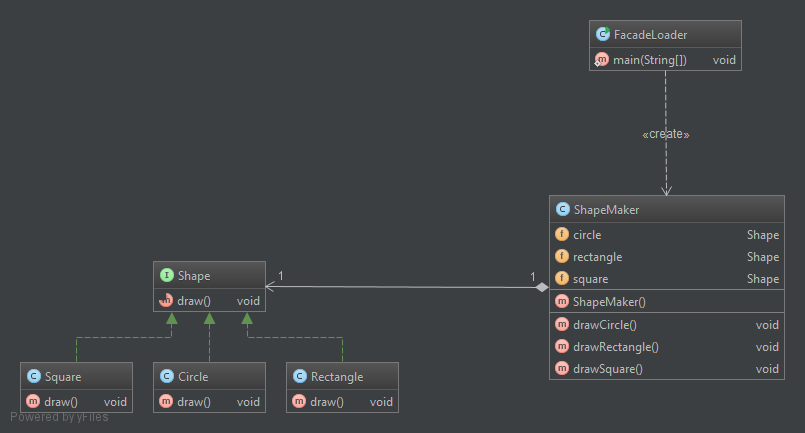 FacadeLoader
main(String[]) void
«create»
ShapeMaker
circle Shape
rectangle Shape
square Shape
ShapeMaker()
drawCircle() void
drawRectangle() void
drawSquare() void
1
1
Shape
draw() void
Square
draw() void
Circle
draw() void
Rectangle
draw() void
Powered by yFiles